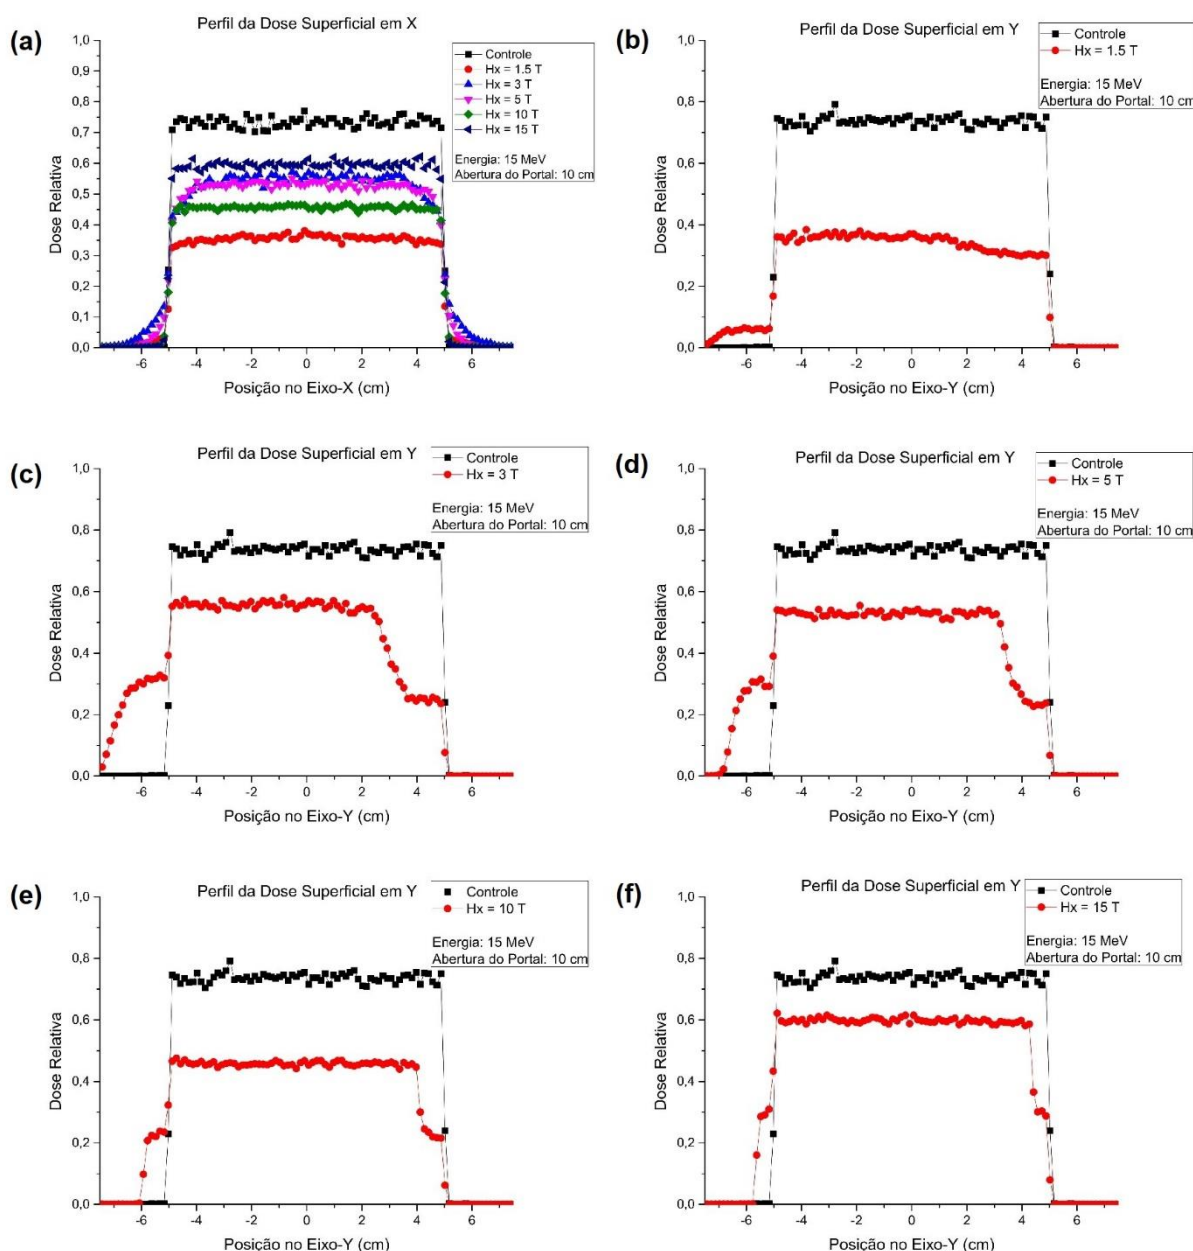 (a)
Perfil da Dose Superficial em X
Controle
Hx = 1.5 T
Hx = 3 T
Hx = 5 T
Hx = 10 T
Hx = 15 T
Energia: 15 MeV
Abertura do Portal: 10 cm
Dose Relativa
1,0
0,9
0,8
0,7
0,6
0,5
0,4
0,3
0,2
0,1
0,0
-6 -4 -2 0 2 4 6
Posição no Eixo-X (cm)
(b)
Perfil da Dose Superficial em Y
Controle
Hx = 1.5 T
Energia: 15 MeV
Abertura do Portal: 10 cm
Dose Relativa
1,0
0,8
0,6
0,4
0,2
0,0
-6 -4 -2 0 2 4 6
Posição no Eixo-Y (cm)
(c)
Perfil da Dose Superficial em Y
Controle
Hx = 3 T
Energia: 15 MeV
Abertura do Portal: 10 cm
Dose Relativa
1,0
0,8
0,6
0,4
0,2
0,0
-6 -4 -2 0 2 4 6
Posição no Eixo-Y (cm)
(d)
Perfil da Dose Superficial em Y
Controle
Hx = 5 T
Energia: 15 MeV
Abertura do Portal: 10 cm
Dose Relativa
1,0
0,8
0,6
0,4
0,2
0,0
-6 -4 -2 0 2 4 6
Posição no Eixo-Y (cm)
(e)
Perfil da Dose Superficial em Y
Controle
Hx = 10 T
Energia: 15 MeV
Abertura do Portal: 10 cm
Dose Relativa
1,0
0,8
0,6
0,4
0,2
0,0
-6 -4 -2 0 2 4 6
Posição no Eixo-Y (cm)
(f)
Perfil da Dose Superficial em Y
Controle
Hx = 15 T
Energia: 15 MeV
Abertura do Portal: 10 cm
Dose Relativa
1,0
0,8
0,6
0,4
0,2
0,0
-6 -4 -2 0 2 4 6
Posição no Eixo-Y (cm)